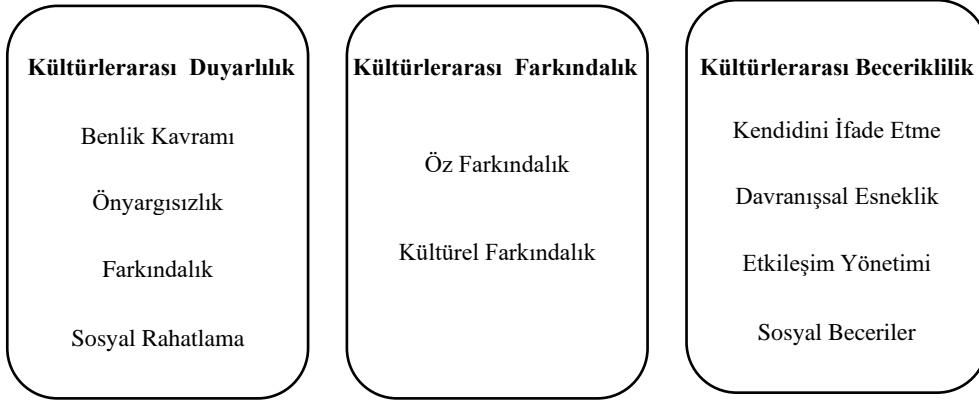 Kültürlerarası Duyarlılık
Benlik Kavramı
Önyargısızlık
Farkındalık
Sosyal Rahatlama
Kültürlerarası Farkındalık
Öz Farkındalık
Kültürel Farkındalık
Kültürlerarası Beceriklilik
Kendidini İfade Etme
Davranışsal Esneklik
Etkileşim Yönetimi
Sosyal Beceriler